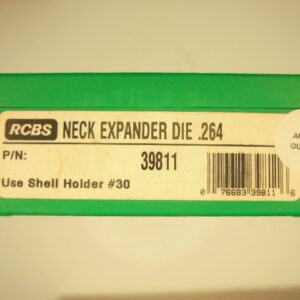 RCBS NECK EXPANDER DIE .264
P/N: 39811
Use Shell Holder #30
0 76683 39811 6